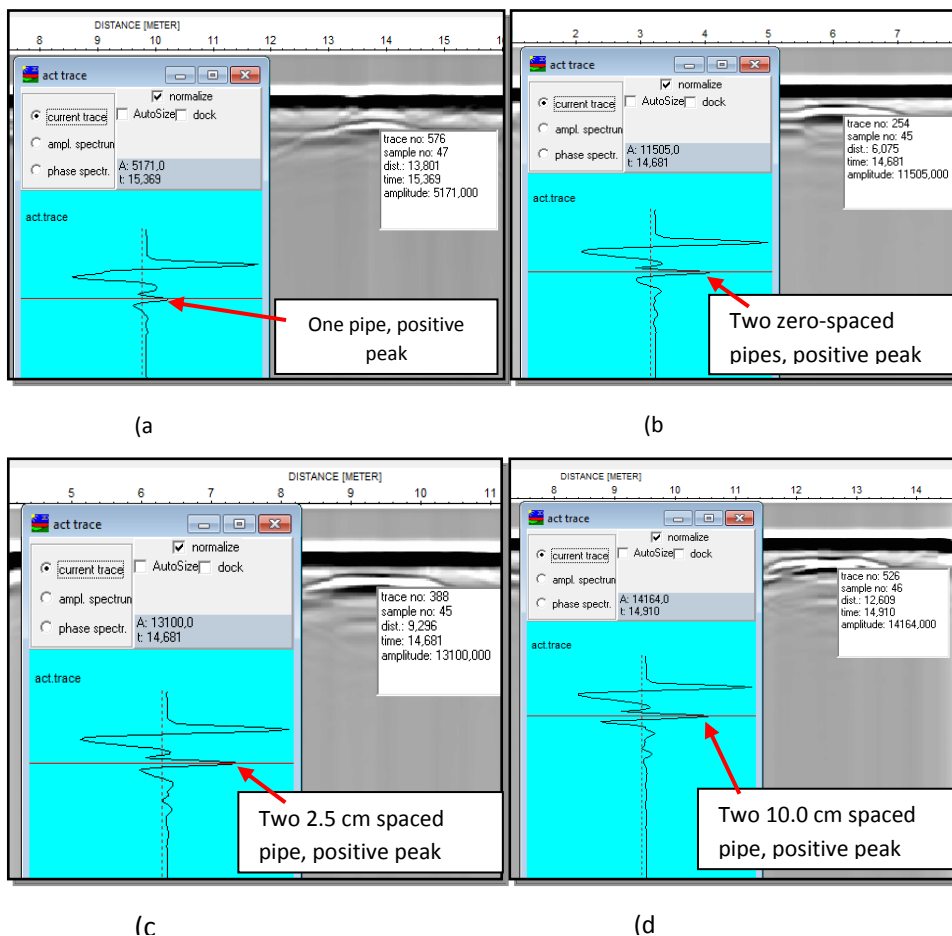 DISTANCE [METER]
8 9 10 11 12 13 14 15 16
act trace
normalize
current trace
AutoSize
dock
ampl. spectrun
phase spectr.
A: 5171,0
t: 15,369
trace no: 576
sample no: 47
dist.: 13,801
time: 15,369
amplitude: 5171,000
act.trace
One pipe, positive
peak
(a
2 3 4 5 6 7
act trace
normalize
current trace
AutoSize
dock
ampl. spectrun
phase spectr.
A: 11505,0
t: 14,681
trace no: 254
sample no: 45
dist.: 6,075
time: 14,681
amplitude: 11505,000
act.trace
Two zero-spaced
pipes, positive peak
(b
DISTANCE [METER]
5 6 7 8 9 10 11
act trace
normalize
current trace
AutoSize
dock
ampl. spectrun
phase spectr.
A: 13100,0
t: 14,681
trace no: 388
sample no: 45
dist.: 9,296
time: 14,681
amplitude: 13100,000
act.trace
Two 2.5 cm spaced
pipe, positive peak
(c
DISTANCE [METER]
8 9 10 11 12 13 14
act trace
normalize
current trace
AutoSize
dock
ampl. spectrun
phase spectr.
A: 14164,0
t: 14,910
trace no: 526
sample no: 46
dist.: 12,609
time: 14,910
amplitude: 14164,000
act.trace
Two 10.0 cm spaced
pipe, positive peak
(d